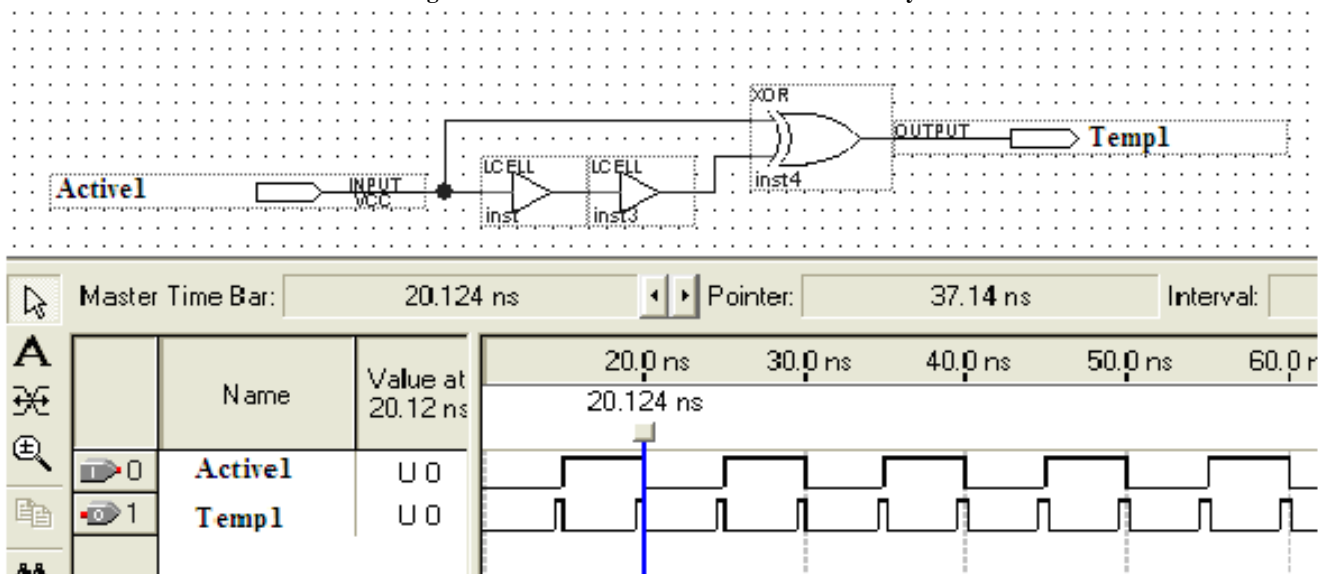 XOR
OUTPUT
Temp1
LCELL
LCELL
inst4
Active1
INPUT
VCC
inst
inst3
Master Time Bar: 20.124 ns Pointer: 37.14 ns Interval:
A
Name
Value at
20.12 ns
20.0 ns 30.0 ns 40.0 ns 50.0 ns 60.0
20.124 ns
0 Active1 U 0
1 Temp1 U 0